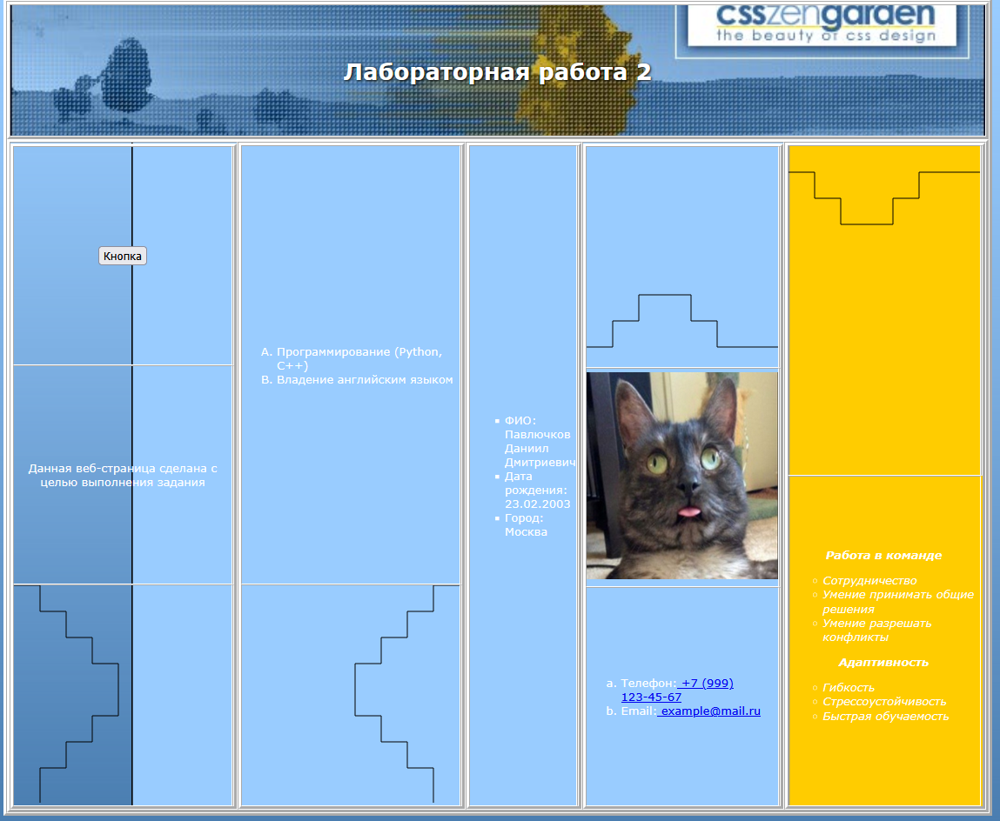 csszengarden
the beauty of css design
Лабораторная работа 2
Кнопка
Данная веб-страница сделана с
целью выполнения задания
A. Программирование (Python,
C++)
B. Владение английским языком
ФИО:
Павлючков
Даниил
Дмитриевич
Дата
рождения:
23.02.2003
Город:
Москва
a. Телефон: +7 (999)
123-45-67
b. Email: example@mail.ru
Работа в команде
Сотрудничество
Умение принимать общие
решения
Умение разрешать
конфликты
Адаптивность
Гибкость
Стрессоустойчивость
Быстрая обучаемость